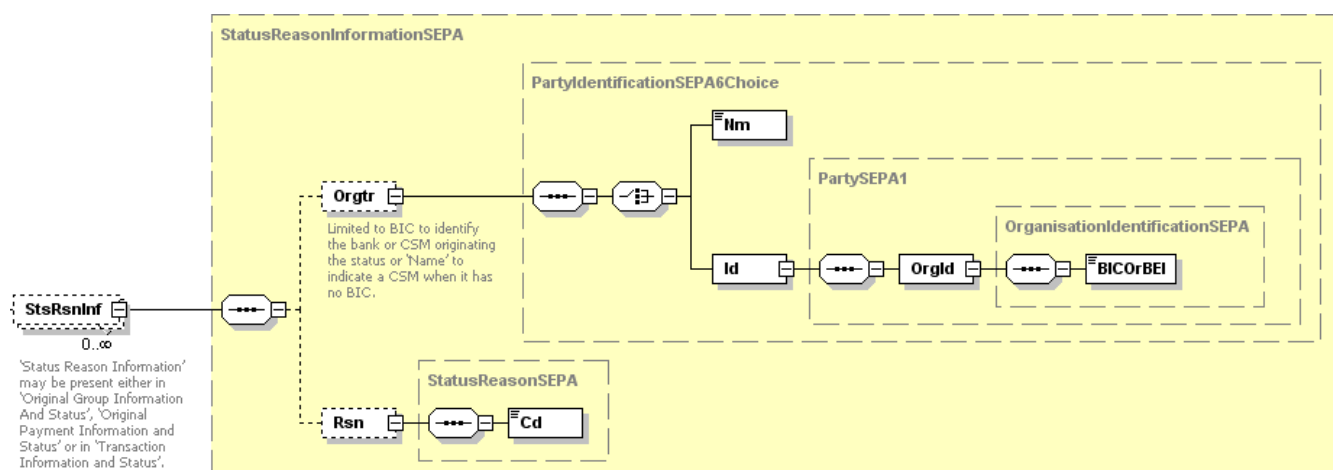 StatusReasonInformationSEPA
PartyIdentificationSEPA6Choice
Nm
PartySEPA1
Orgtr
OrganisationIdentificationSEPA
Limited to BIC to identify
the bank or CSM originating
the status or 'Name' to
indicate a CSM when it has
no BIC.
Id
OrgId
BICOrBEI
StsRsnInf
0..∞
'Status Reason Information'
may be present either in
'Original Group Information
And Status', 'Original
Payment Information and
Status' or in 'Transaction
Information and Status'.
StatusReasonSEPA
Rsn
Cd